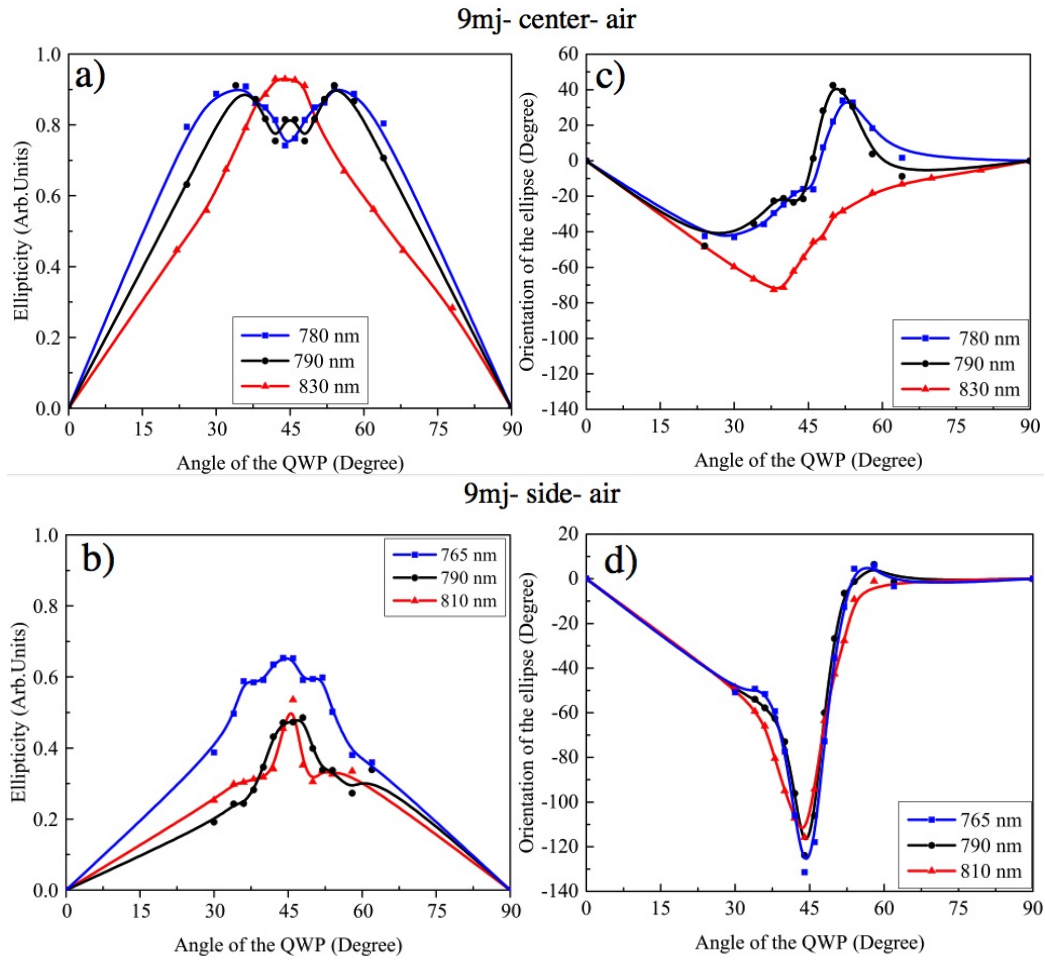 9mj- center- air
a)
Ellipticity (Arb.Units)
1.0
0.8
0.6
0.4
0.2
0.0
780 nm
790 nm
830 nm
0 15 30 45 60 75 90
Angle of the QWP (Degree)
c)
Orientation of the ellipse (Degree)
60
40
20
0
-20
-40
-60
-80
-100
-120
-140
780 nm
790 nm
830 nm
0 15 30 45 60 75 90
Angle of the QWP (Degree)
9mj- side- air
b)
Ellipticity (Arb.Units)
1.0
0.8
0.6
0.4
0.2
0.0
765 nm
790 nm
810 nm
0 15 30 45 60 75 90
Angle of the QWP (Degree)
d)
Orientation of the ellipse (Degree)
20
0
-20
-40
-60
-80
-100
-120
-140
765 nm
790 nm
810 nm
0 15 30 45 60 75 90
Angle of the QWP (Degree)